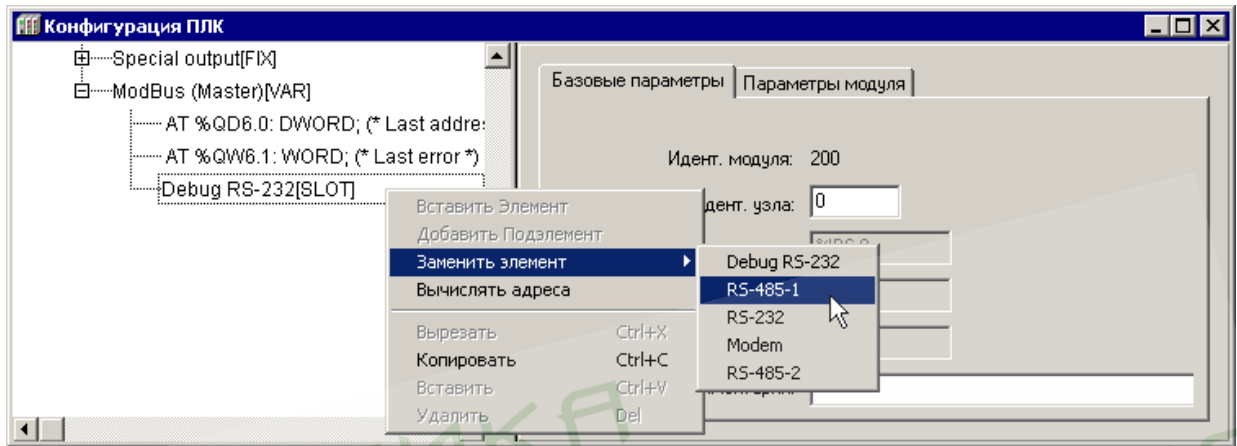 Конфигурация ПЛК
Special output[FIX]
ModBus (Master)[VAR]
AT %QD6.0: DWORD; (* Last addre
AT %QW6.1: WORD; (* Last error *)
Debug RS-232[SLOT]
Базовые параметры
Параметры модуля
Идент. модуля: 200
дент. узла: 0
Вставить Элемент
Добавить Подэлемент
Заменить элемент
Вычислять адреса
Вырезать Ctrl+X
Копировать Ctrl+C
Вставить Ctrl+V
Удалить Del
Debug RS-232
RS-485-1
RS-232
Modem
RS-485-2